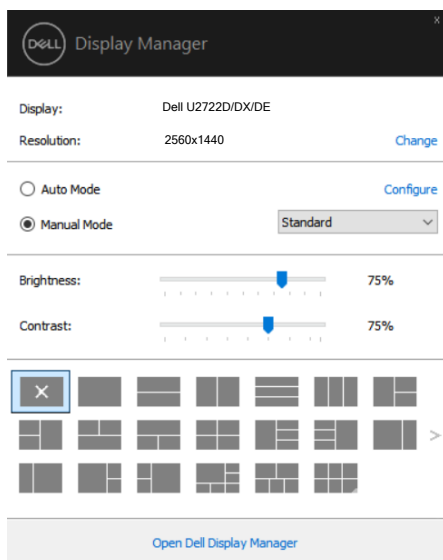 x
DELL Display Manager
Display: Dell U2722D/DX/DE
Resolution: 2560x1440 Change
Auto Mode Configure
Manual Mode Standard
Brightness: 75%
Contrast: 75%
Open Dell Display Manager